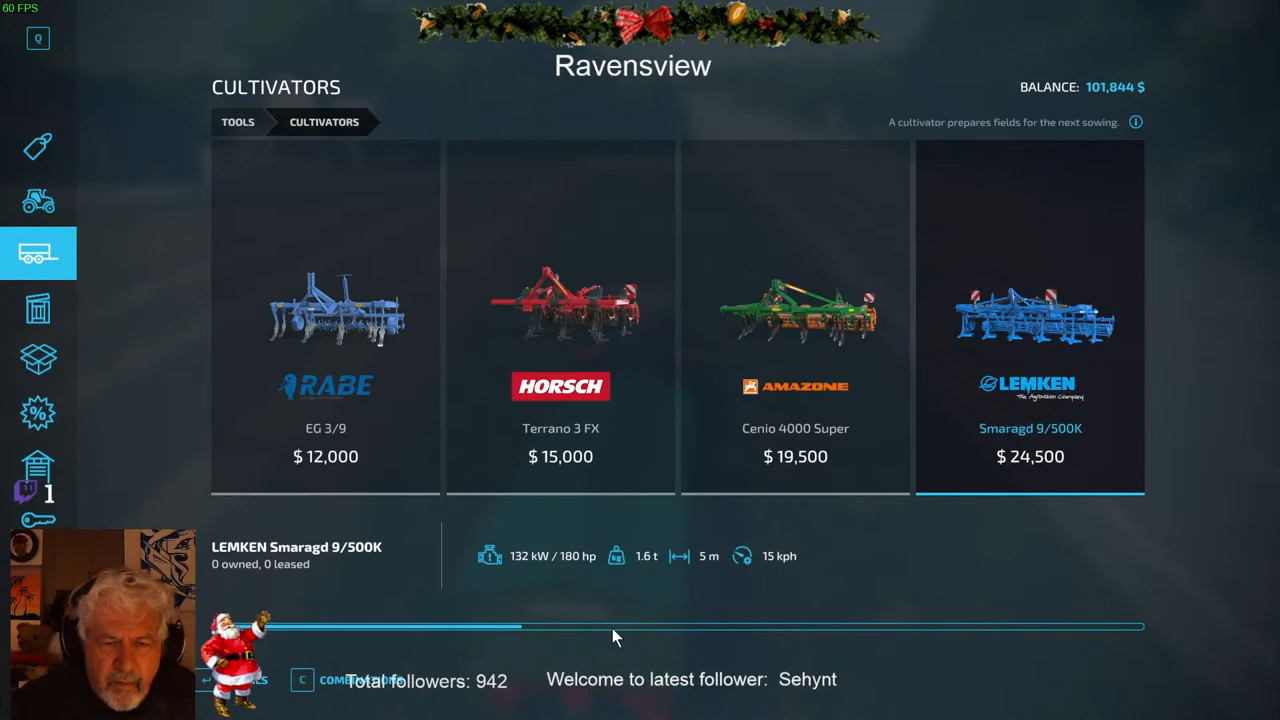 60 FPS
Q
Ravensview
CULTIVATORS
BALANCE: 101,844 $
TOOLS
CULTIVATORS
A cultivator prepares fields for the next sowing.
RABE
EG 3/9
$ 12,000
HORSCH
Terrano 3 FX
$ 15,000
AMAZONE
Cenio 4000 Super
$ 19,500
LEMKEN
The Agrovision Company
Smaragd 9/500K
$ 24,500
1
LEMKEN Smaragd 9/500K
0 owned, 0 leased
132 kW / 180 hp
1.6 t
5 m
15 kph
C
Total followers: 942
Welcome to latest follower: Sehynt